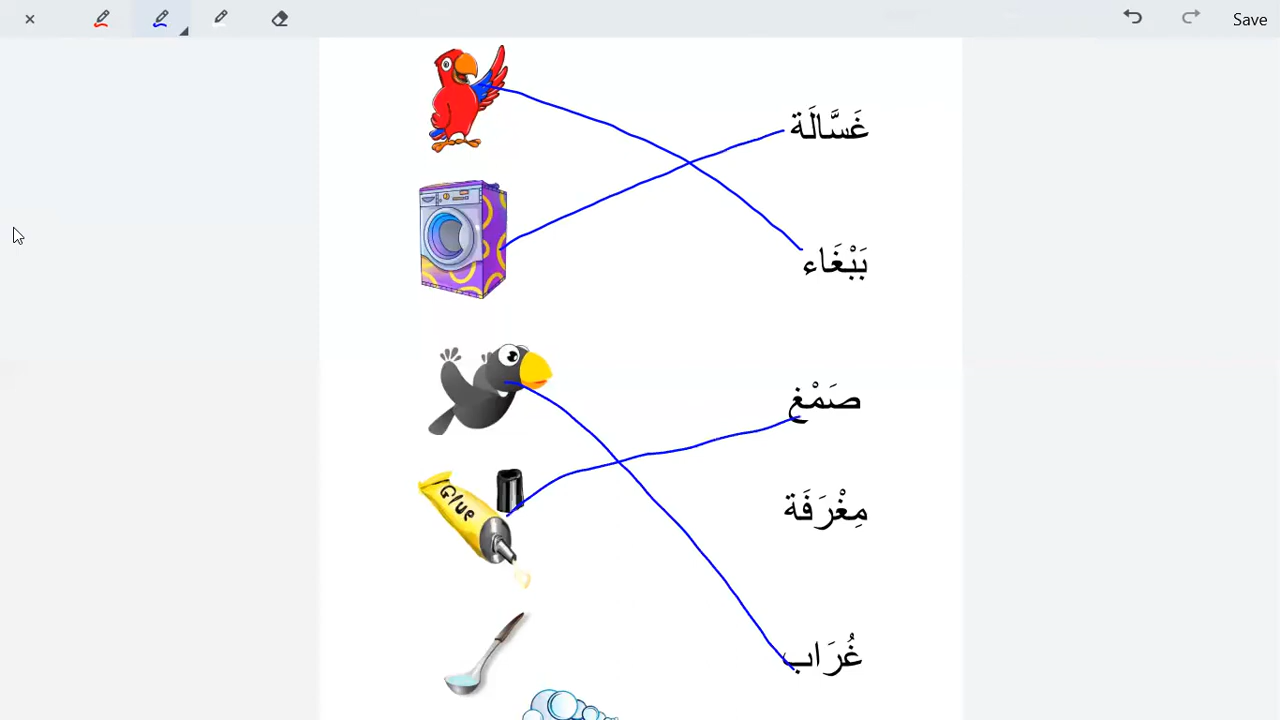 Save
غَسَّالَة
بَبْغَاء
صَمْغ
Glue
مِغْرَفَة
غُرَاب